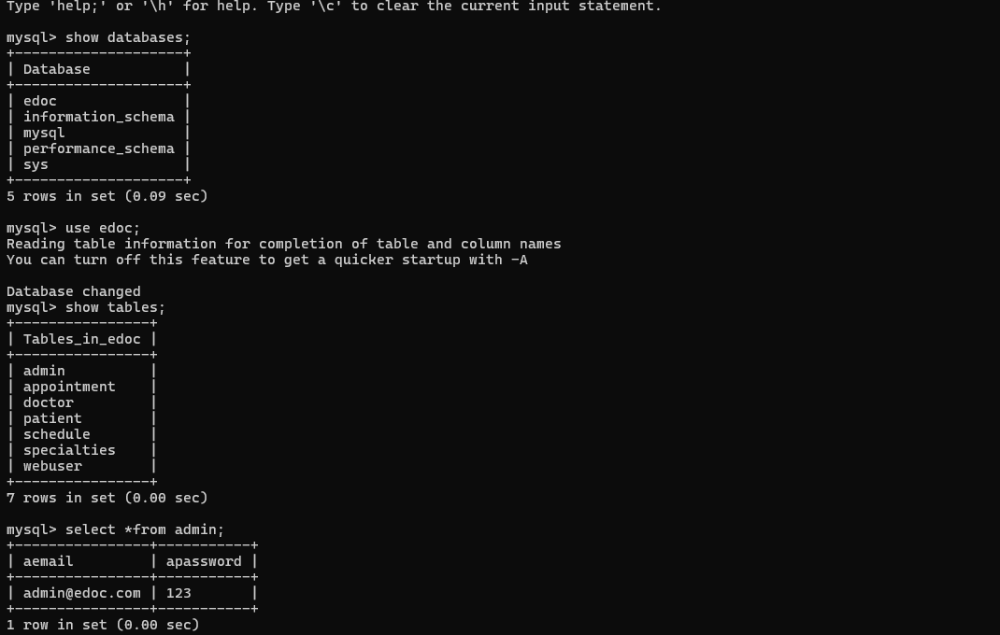 Type 'help;' or '\h' for help. Type '\c' to clear the current input statement.

mysql> show databases;
+--------------------+
| Database           |
+--------------------+
| edoc               |
| information_schema |
| mysql              |
| performance_schema |
| sys                |
+--------------------+
5 rows in set (0.09 sec)

mysql> use edoc;
Reading table information for completion of table and column names
You can turn off this feature to get a quicker startup with -A

Database changed
mysql> show tables;
+----------------+
| Tables_in_edoc |
+----------------+
| admin          |
| appointment    |
| doctor         |
| patient        |
| schedule       |
| specialties    |
| webuser        |
+----------------+
7 rows in set (0.00 sec)

mysql> select *from admin;
+----------------+-----------+
| aemail         | apassword |
+----------------+-----------+
| admin@edoc.com | 123       |
+----------------+-----------+
1 row in set (0.00 sec)